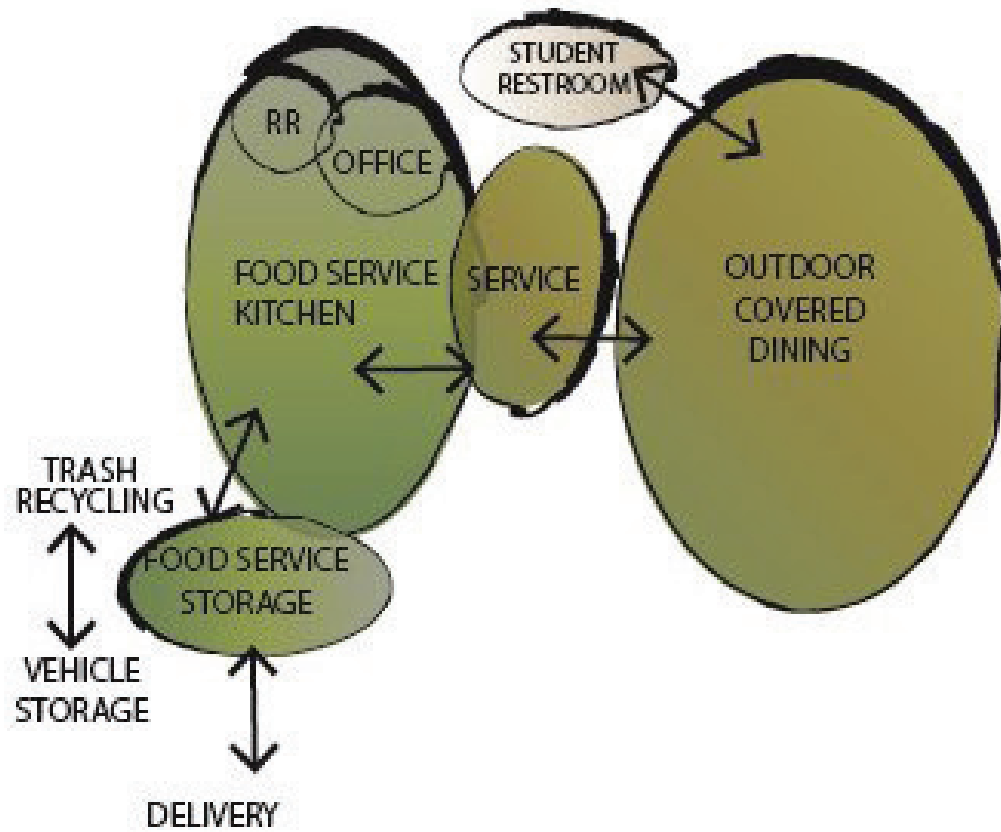 STUDENT
RESTROOM
RR
OFFICE
FOOD SERVICE
KITCHEN
SERVICE
OUTDOOR
COVERED
DINING
TRASH
RECYCLING
FOOD SERVICE
STORAGE
VEHICLE
STORAGE
DELIVERY